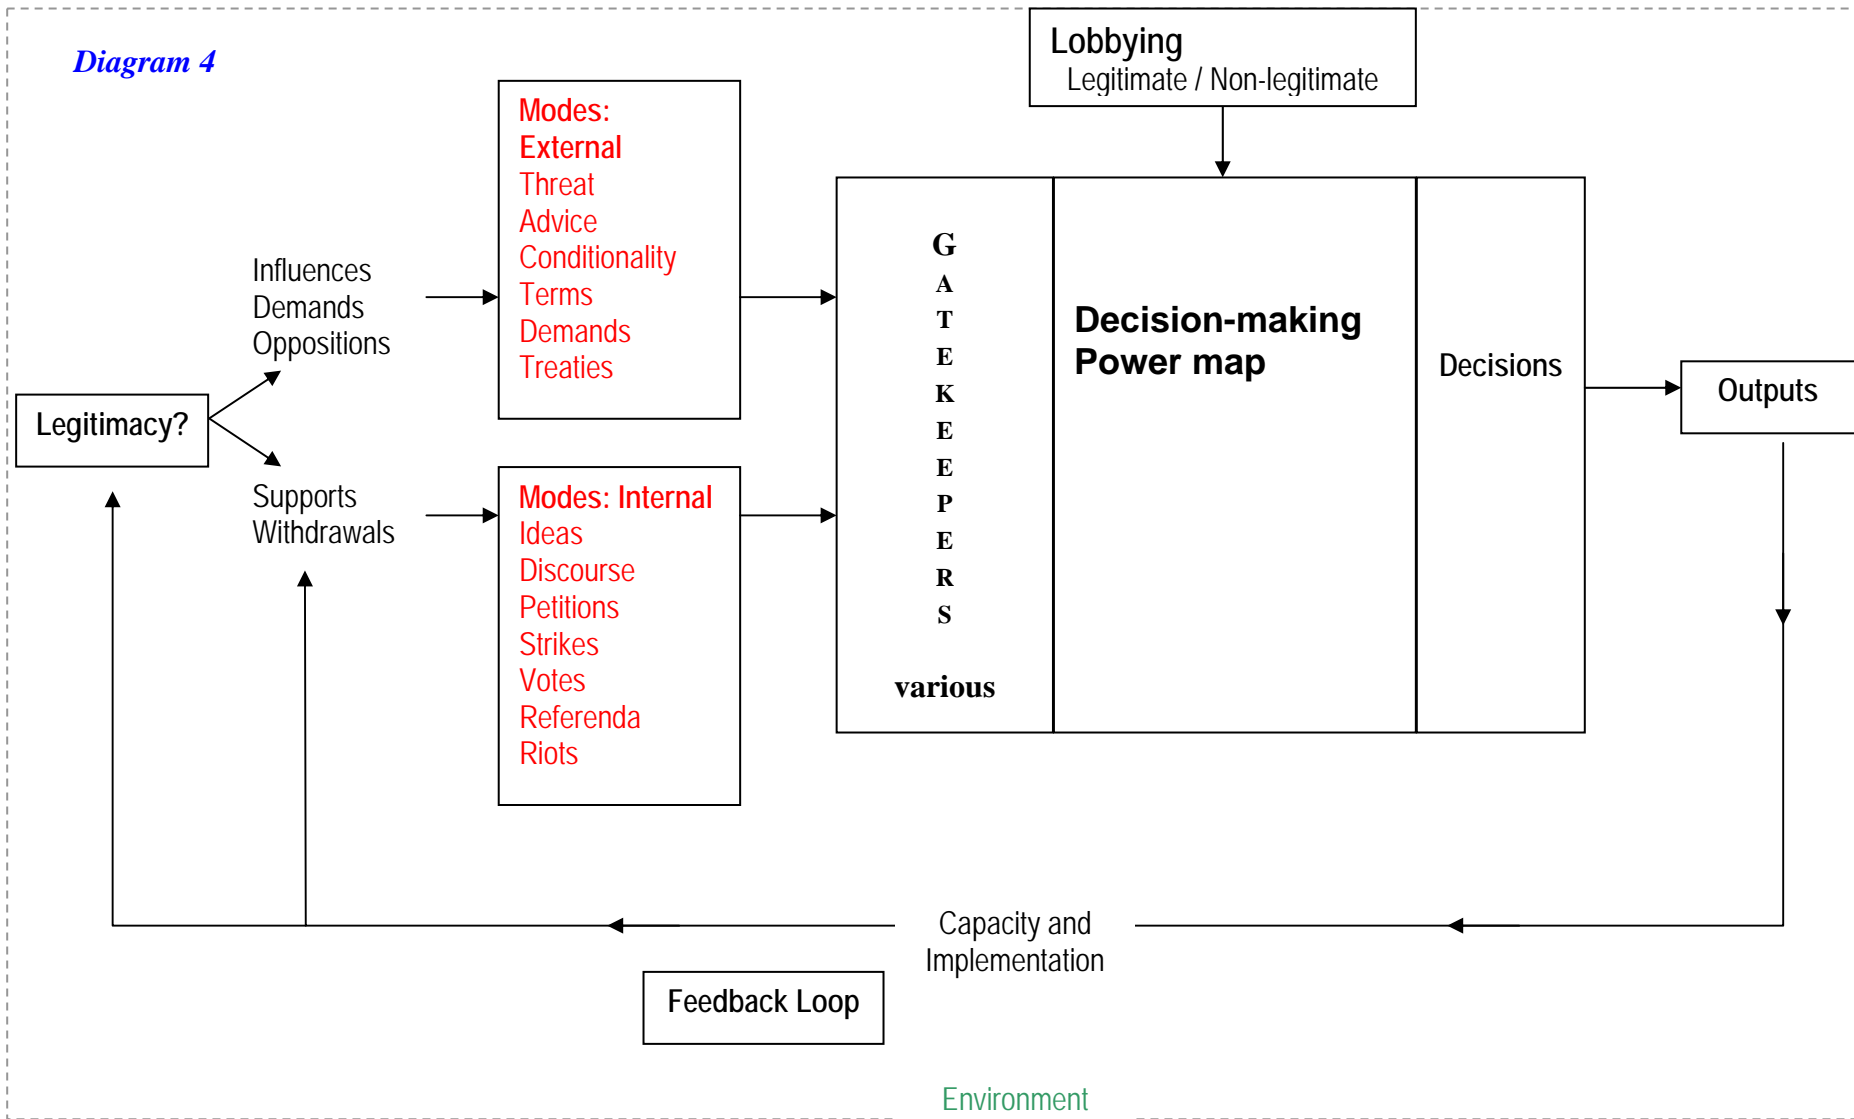 Diagram 4
Lobbying
Legitimate / Non-legitimate
Modes:
External
Threat
Advice
Conditionality
Terms
Demands
Treaties
Influences
Demands
Oppositions
Legitimacy?
Supports
Withdrawals
Modes: Internal
Ideas
Discourse
Petitions
Strikes
Votes
Referenda
Riots
G
A
T
E
K
E
E
P
E
R
S
various
Decision-making
Power map
Decisions
Outputs
Capacity and
Implementation
Feedback Loop
Environment